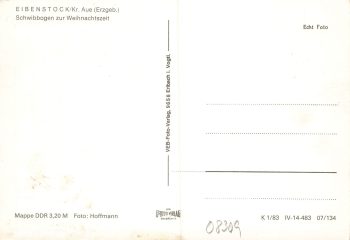 EIBENSTOCK/Kr. Aue (Erzgeb.)
Schwibbogen zur Weihnachtszeit
Echt Foto
VEB-Foto-Verlag, 9658 Erlbach i. Vogtl.
Mappe DDR 3,20 M Foto: Hoffmann
K 1/83 IV-14-483 07/134
08309